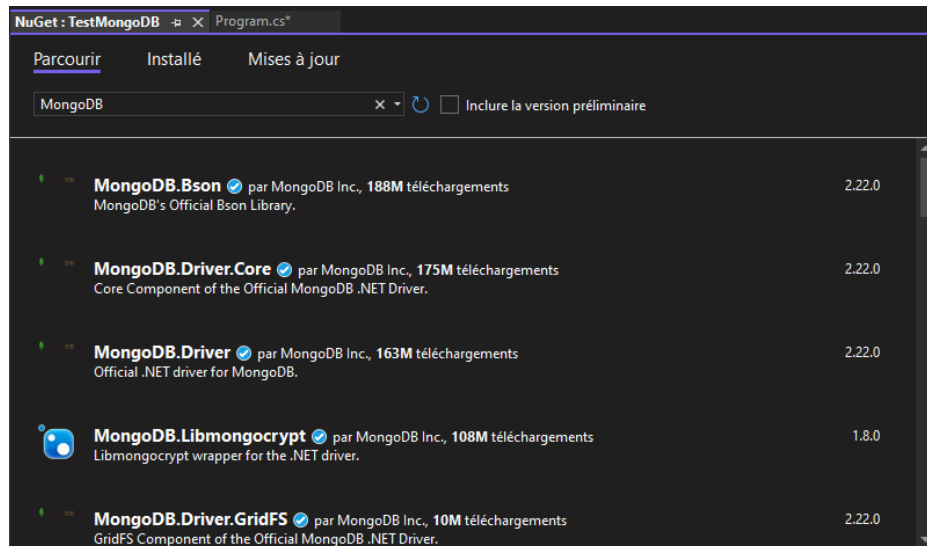 NuGet : TestMongoDB Program.cs*
Parcourir Installé Mises à jour
MongoDB Inclure la version préliminaire
MongoDB.Bson par MongoDB Inc., 188M téléchargements 2.22.0
MongoDB's Official Bson Library.
MongoDB.Driver.Core par MongoDB Inc., 175M téléchargements 2.22.0
Core Component of the Official MongoDB .NET Driver.
MongoDB.Driver par MongoDB Inc., 163M téléchargements 2.22.0
Official .NET driver for MongoDB.
MongoDB.Libmongocrypt par MongoDB Inc., 108M téléchargements 1.8.0
Libmongocrypt wrapper for the .NET driver.
MongoDB.Driver.GridFS par MongoDB Inc., 10M téléchargements 2.22.0
GridFS Component of the Official MongoDB .NET Driver.